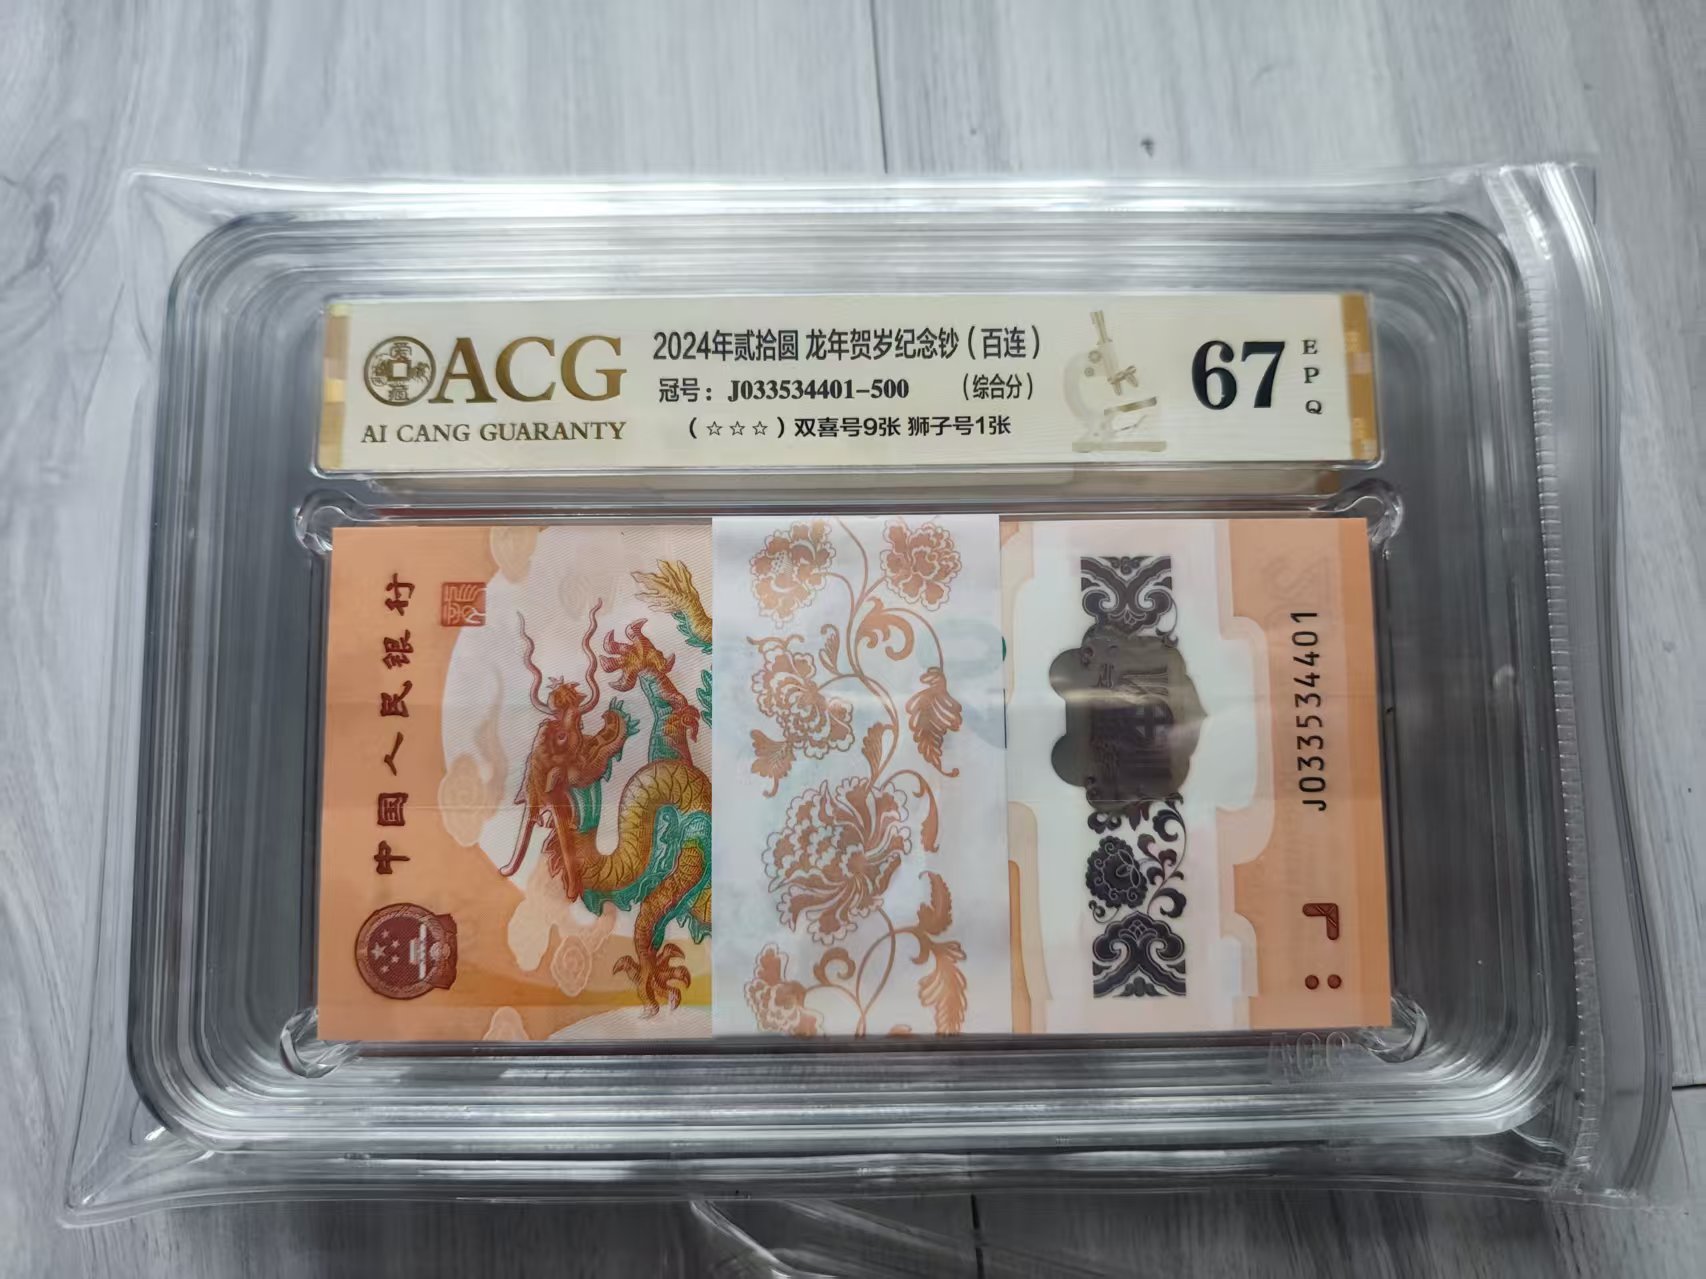 ACG
AI CANG GUARANTY
2024年贰拾圆 龙年贺岁纪念钞（百连）
冠号：J033534401-500 （综合分）
（☆☆☆）双喜号9张 狮子号1张
67
EPQ
中国人民银行
J033534401
ACG